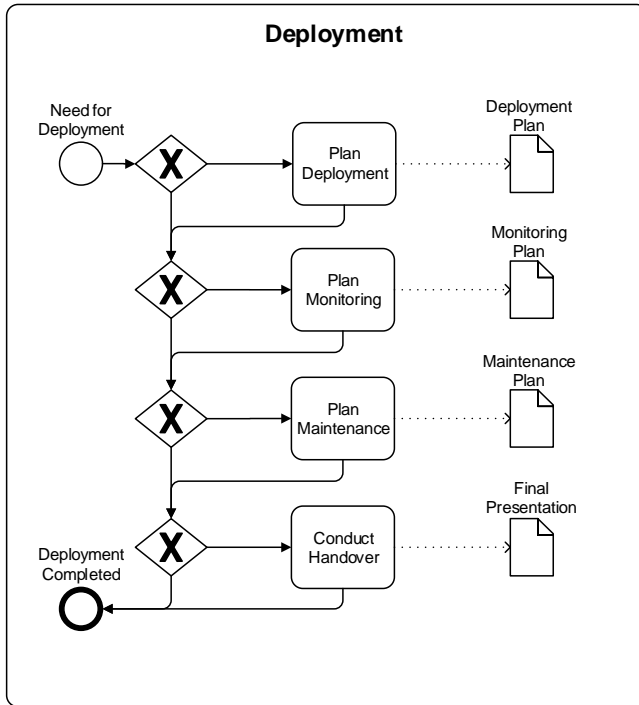 Deployment
Need for
Deployment
X
Plan
Deployment
Deployment
Plan
X
Plan
Monitoring
Monitoring
Plan
X
Plan
Maintenance
Maintenance
Plan
X
Conduct
Handover
Final
Presentation
Deployment
Completed